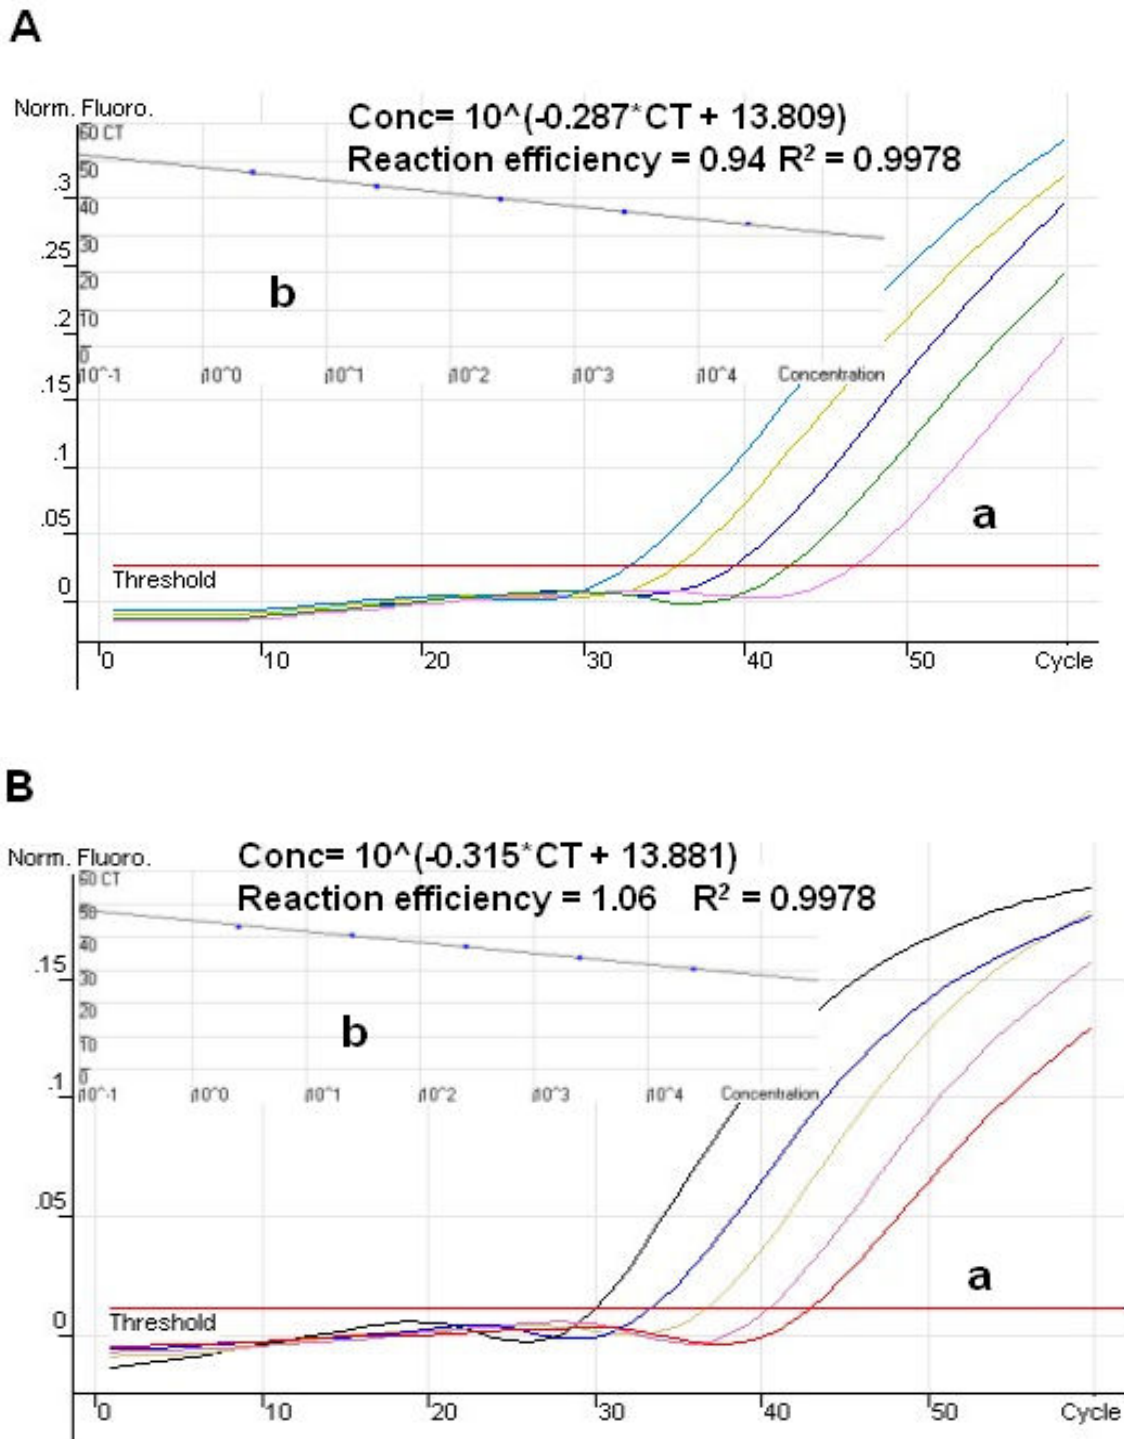 A
Norm. Fluoro.
Conc= 10^(-0.287*CT + 13.809)
Reaction efficiency = 0.94 R² = 0.9978
60 CT
50
40
30
20
10
0
10^-1 10^0 10^1 10^2 10^3 10^4 Concentration
b
.3
.25
.2
.15
.1
.05
0
a
Threshold
0 10 20 30 40 50 Cycle
B
Norm. Fluoro.
Conc= 10^(-0.315*CT + 13.881)
Reaction efficiency = 1.06 R² = 0.9978
60 CT
50
40
30
20
10
0
10^-1 10^0 10^1 10^2 10^3 10^4 Concentration
b
.15
.1
.05
0
a
Threshold
0 10 20 30 40 50 Cycle